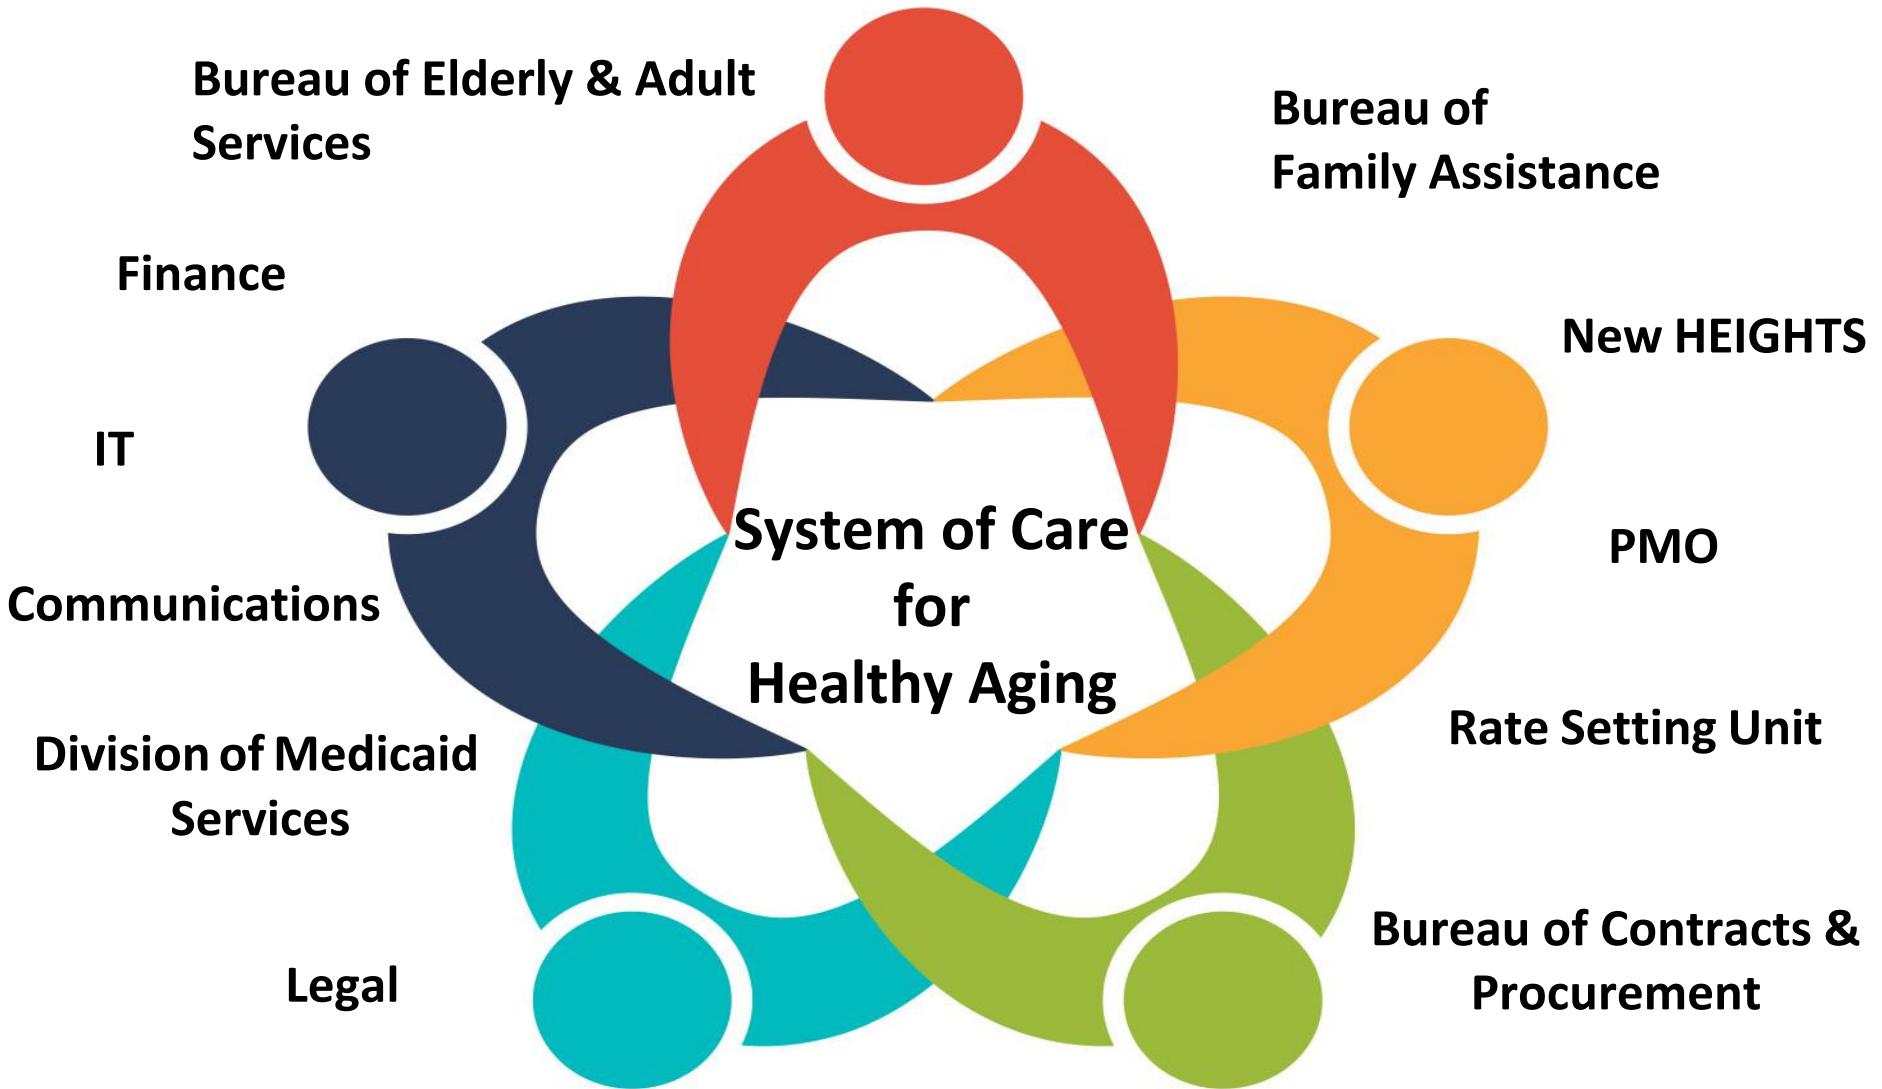 Bureau of Elderly & Adult
Services
Bureau of
Family Assistance
Finance
New HEIGHTS
IT
System of Care
for
Healthy Aging
PMO
Communications
Rate Setting Unit
Division of Medicaid
Services
Bureau of Contracts &
Procurement
Legal